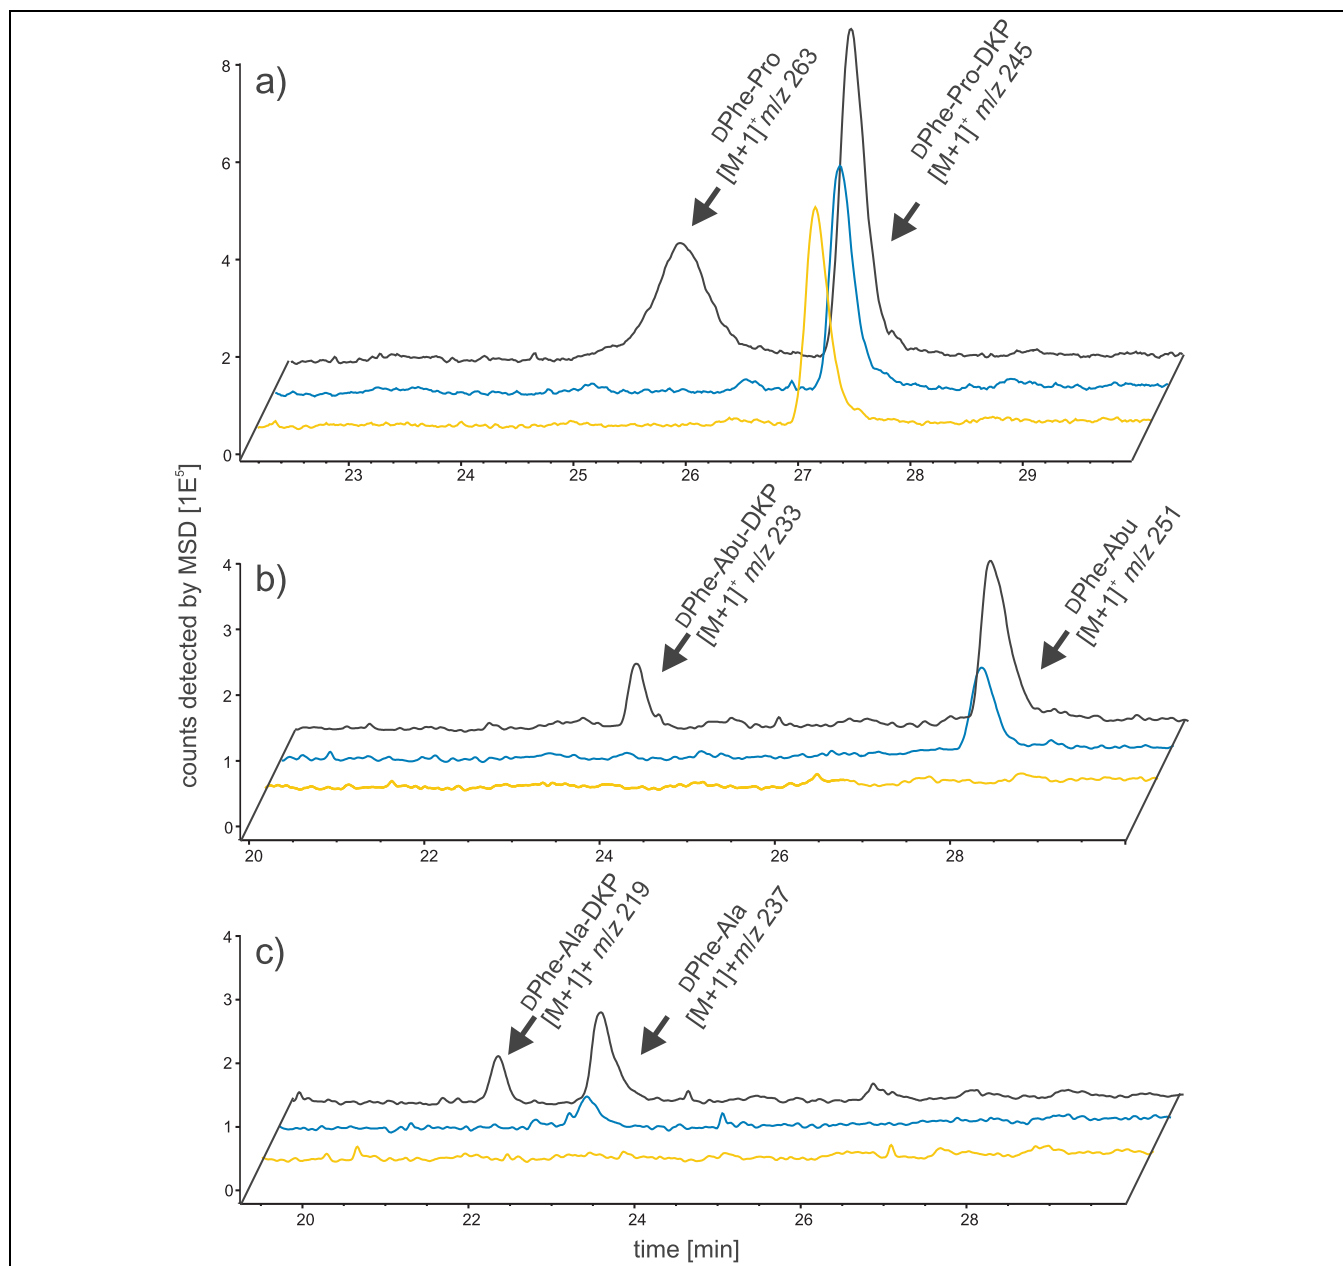 a)
DPhe-Pro
[M+1]⁺ m/z 263
DPhe-Pro-DKP
[M+1]⁺ m/z 245
8
6
4
2
0
23 24 25 26 27 28 29
counts detected by MSD [1E⁵]
b)
DPhe-Abu-DKP
[M+1]⁺ m/z 233
DPhe-Abu
[M+1]⁺ m/z 251
4
3
2
1
0
20 22 24 26 28
c)
DPhe-Ala-DKP
[M+1]+ m/z 219
DPhe-Ala
[M+1]+m/z 237
4
3
2
1
0
20 22 24 26 28
time [min]